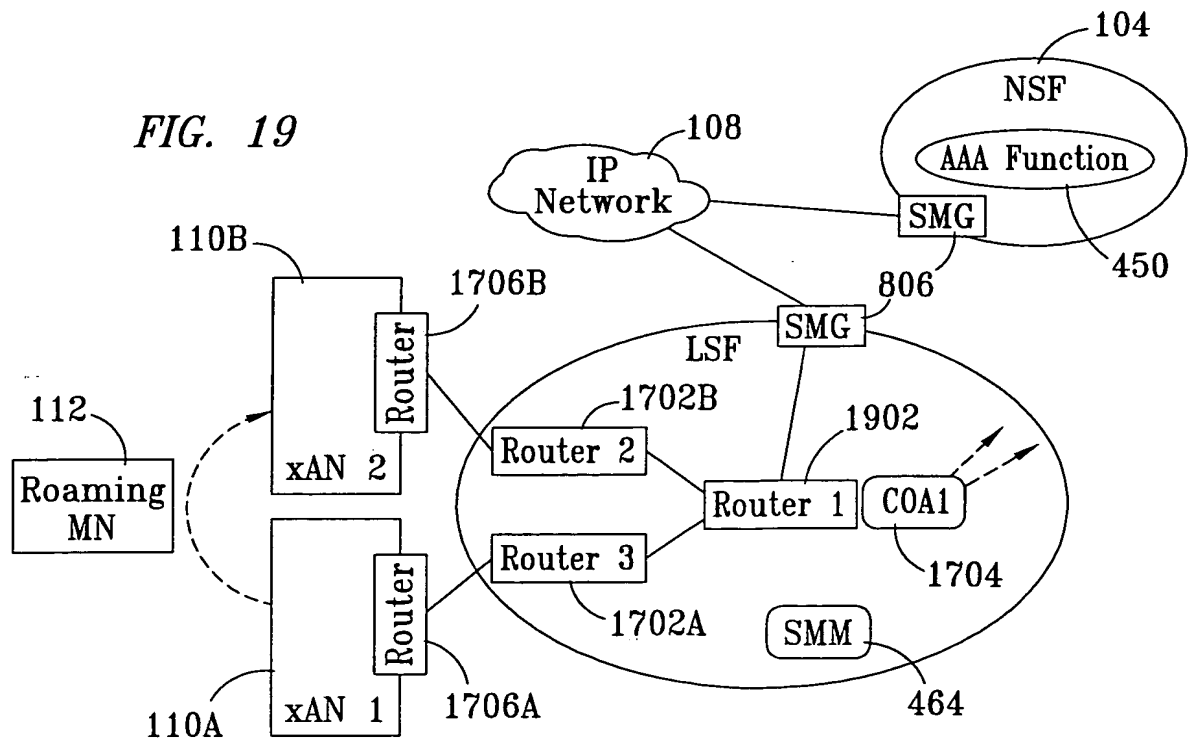 FIG. 19
104
NSF
AAA Function
SMG
450
108
IP
Network
806
SMG
LSF
110B
1706B
Router
xAN 2
112
Roaming
MN
1702B
Router 2
1902
Router 1
COA1
1704
Router 3
1702A
SMM
464
Router
xAN 1
1706A
110A